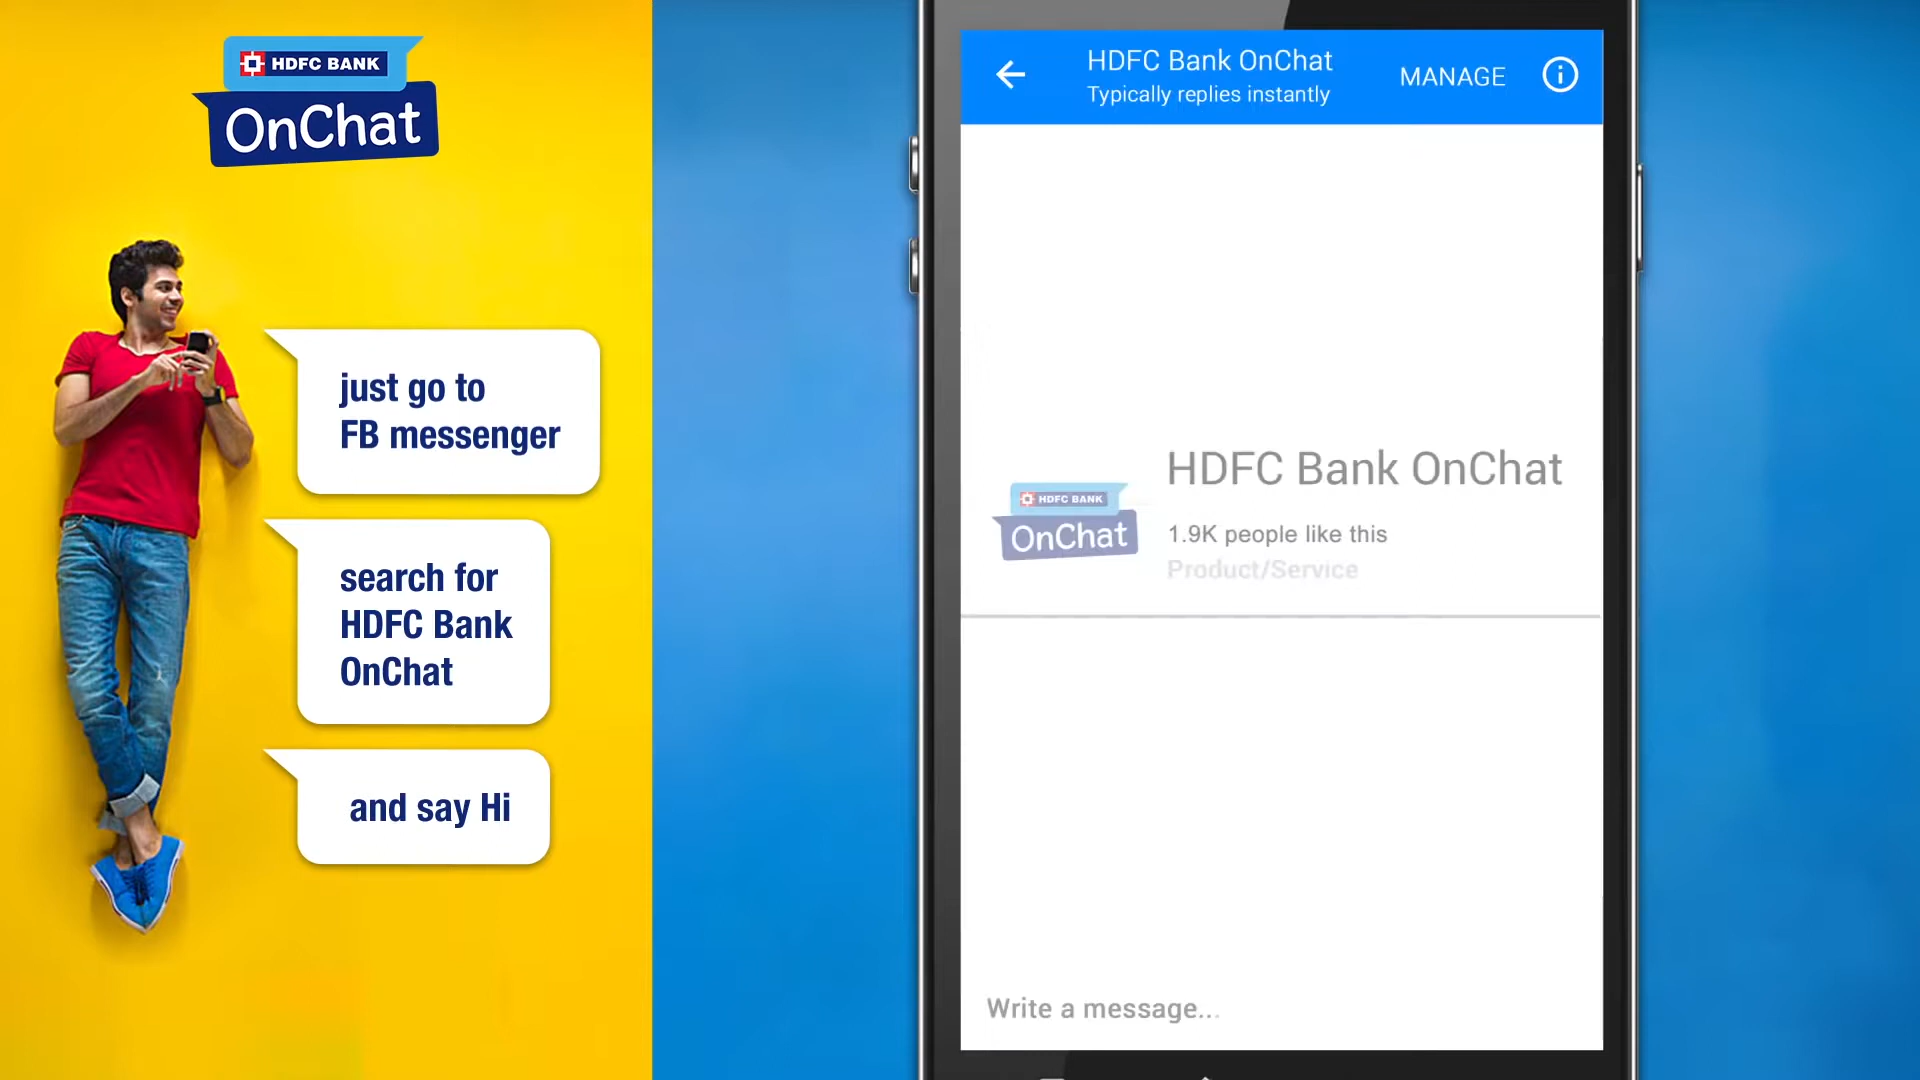 HDFC BANK
OnChat
just go to
FB messenger
search for
HDFC Bank
OnChat
and say Hi
HDFC Bank OnChat
Typically replies instantly
MANAGE
HDFC Bank OnChat
HDFC BANK
OnChat
1.9K people like this
Product/Service
Write a message...